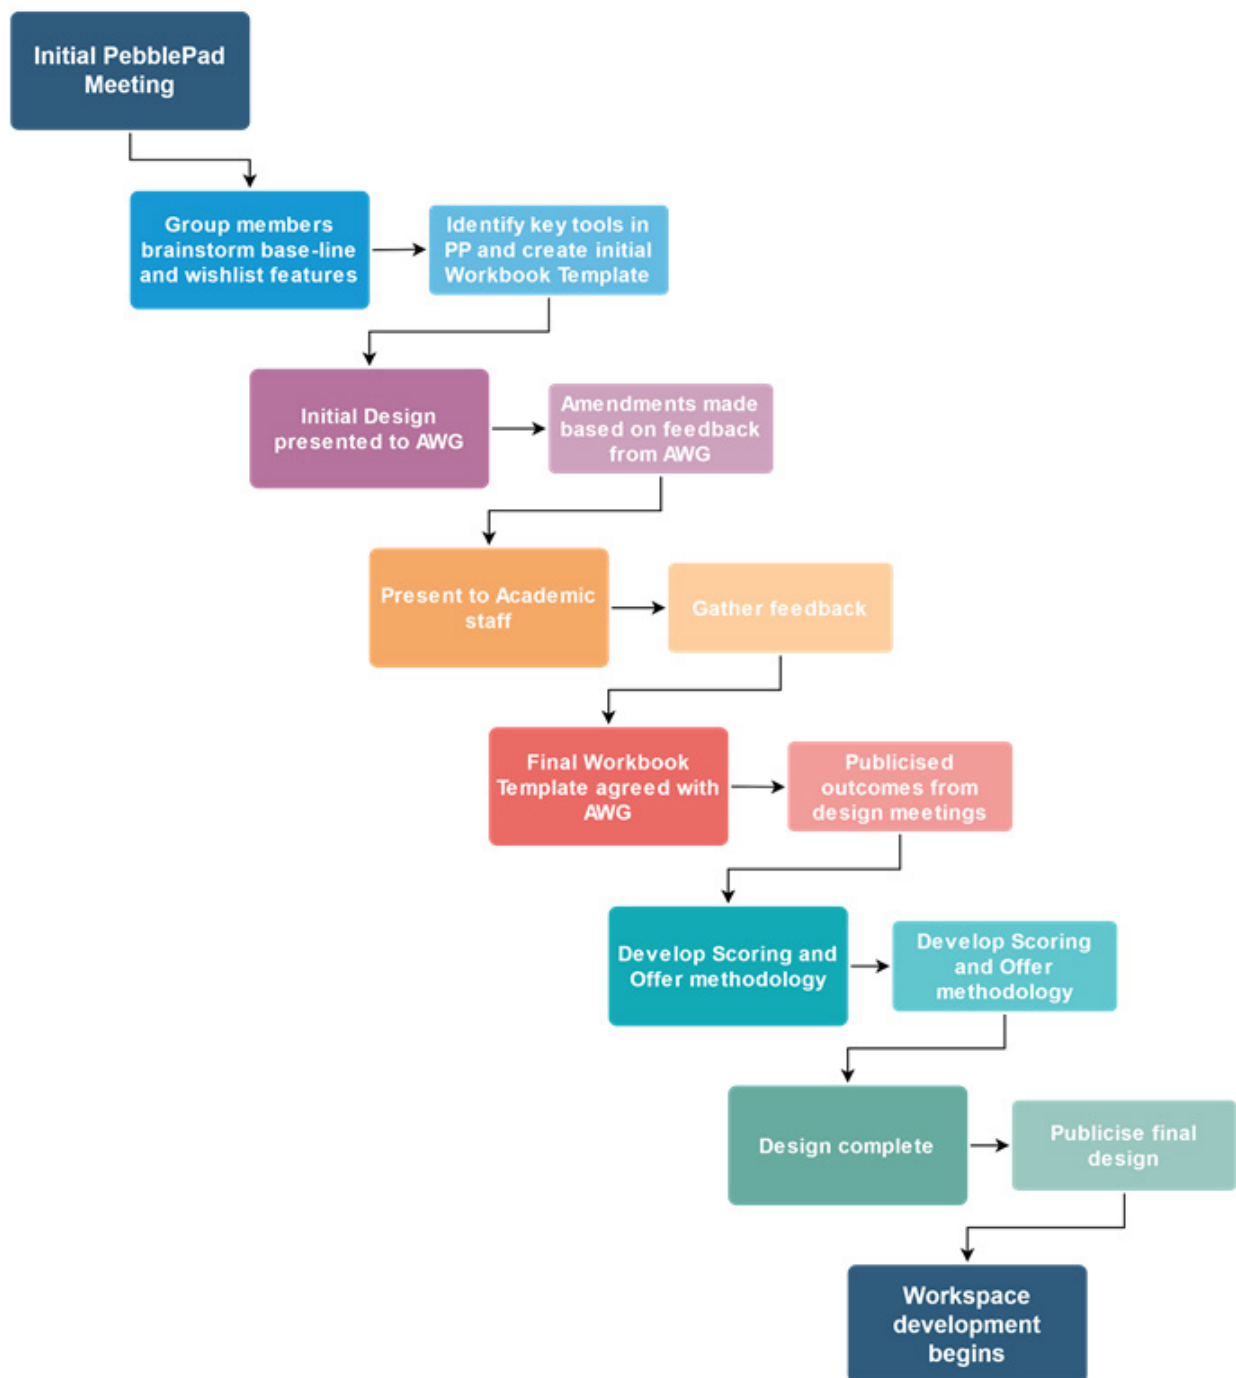 Initial PebblePad
Meeting
Group members
brainstorm base-line
and wishlist features
Identify key tools in
PP and create initial
Workbook Template
Initial Design
presented to AWG
Amendments made
based on feedback
from AWG
Present to Academic
staff
Gather feedback
Final Workbook
Template agreed with
AWG
Publicised
outcomes from
design meetings
Develop Scoring and
Offer methodology
Develop Scoring
and Offer
methodology
Design complete
Publicise final
design
Workspace
development
begins